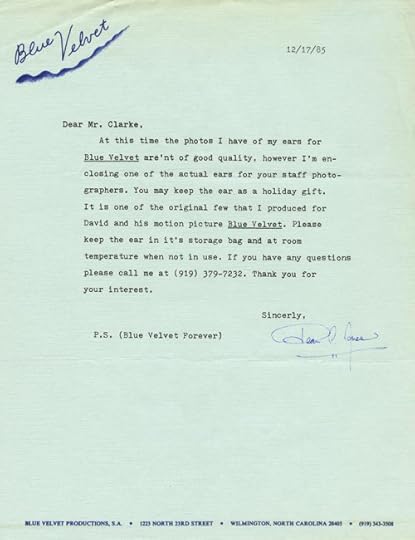 Blue Velvet
12/17/85
Dear Mr. Clarke,
At this time the photos I have of my ears for
Blue Velvet are'nt of good quality, however I'm en-
closing one of the actual ears for your staff photo-
graphers. You may keep the ear as a holiday gift.
It is one of the original few that I produced for
David and his motion picture Blue Velvet. Please
keep the ear in it's storage bag and at room
temperature when not in use. If you have any questions
please call me at (919) 379-7232. Thank you for
your interest.
Sincerely,
P.S. (Blue Velvet Forever)
BLUE VELVET PRODUCTIONS, S.A. • 1223 NORTH 23RD STREET • WILMINGTON, NORTH CAROLINA 28405 • (919) 343-3508